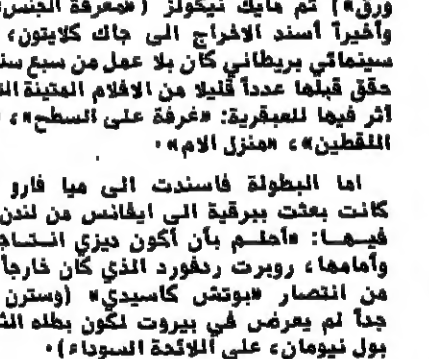 ورق») ثم مايك نيكولز («معرفة الجنس
وأخيراً أسند الاخراج الى جاك كلايتون،
سينمائي بريطاني كان بلا عمل من سبع سن
حقق قبلها عدداً قليلا من الافلام المتينة الت
أثر فيها للعبقرية: «غرفة على السطح»،
اللقطين»، «منزل الام».
اما البطولة فاسندت الى ميا فارو
كانت بعثت ببرقية الى ايفانس من لندن
فيها: «أحلم بأن أكون ديزي انتاج
وأمامها، روبرت ردفورد الذي كان خارجاً
من انتصار «بوتش كاسيدي» (وسترن
جداً لم يعرض في بيروت لكون بطله الث
بول نيومان، على اللائحة السوداء).